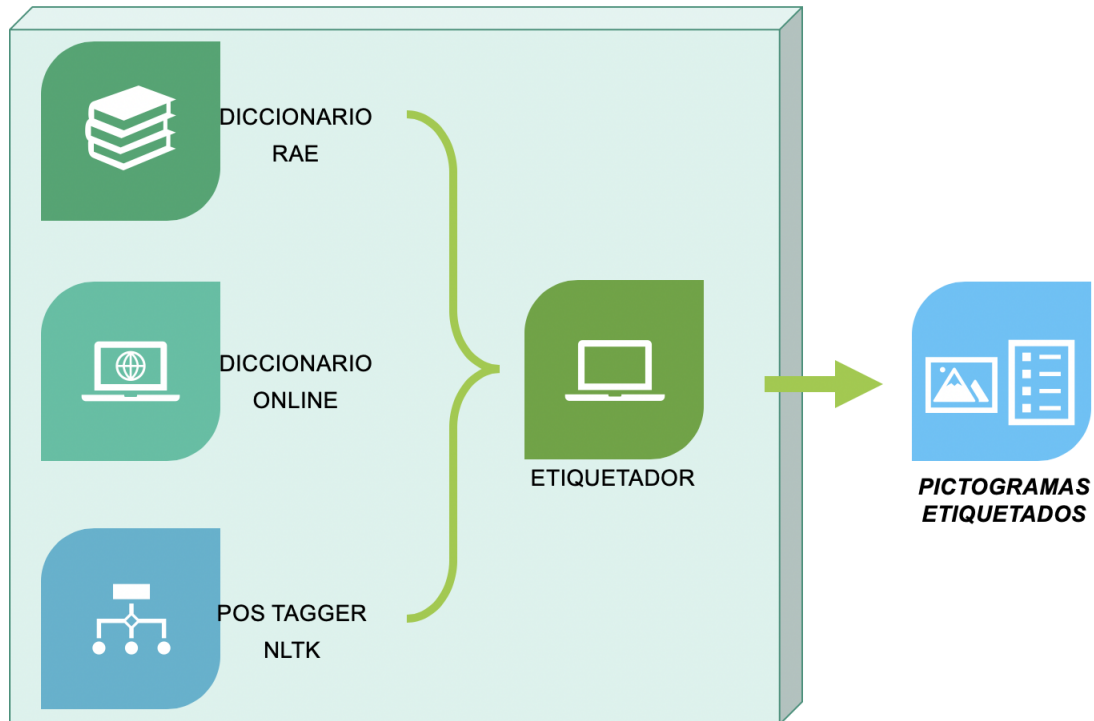 DICCIONARIO
RAE
DICCIONARIO
ONLINE
POS TAGGER
NLTK
ETIQUETADOR
PICTOGRAMAS
ETIQUETADOS